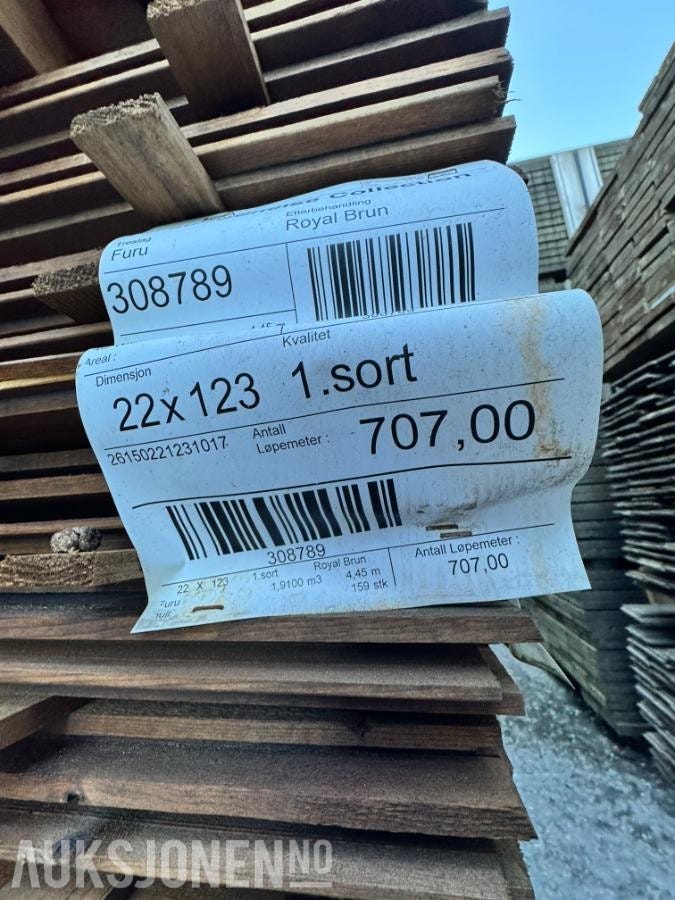 Collection
Treslag
Furu
Etterbehandling
Royal Brun
308789
Areal :
Dimensjon
Kvalitet
22x123 1.sort
26150221231017
Antall
Løpemeter :
707,00
308789
22 X 123 1.sort Royal Brun
Furu 1,9100 m3 4,45 m
159 stk
Antall Løpemeter :
707,00
AUKSJONEN.NO